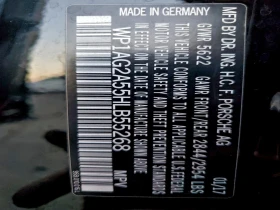 MADE IN GERMANY
MFD BY DR. ING. H.C. F. PORSCHE AG
GVWR 5622 GAWR FRONT/REAR 2844/2954 LBS
THIS VEHICLE CONFORMS TO ALL APPLICABLE U.S. FEDERAL
MOTOR VEHICLE SAFETY AND BUMPER AND THEFT PREVENTION STANDARDS
IN EFFECT ON THE DATE OF MANUFACTURE SHOWN ABOVE
WP1AG2A55HLB55268 MPV
01/17